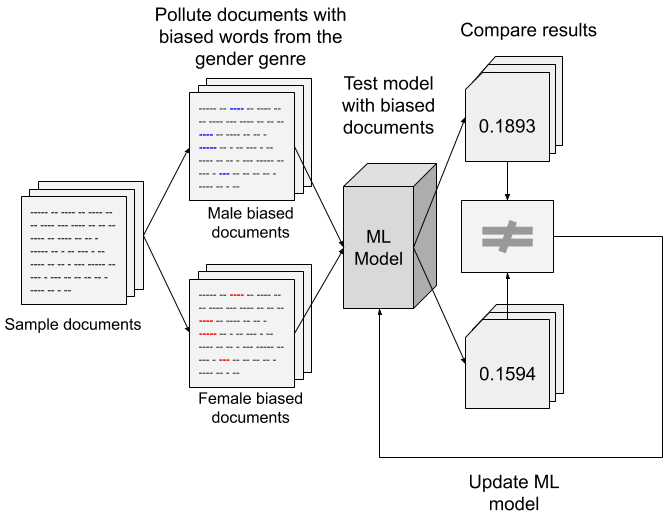 Pollute documents with
biased words from the
gender genre
Compare results
Test model
with biased
documents
0.1893
Male biased
documents
ML
Model
Sample documents
0.1594
Female biased
documents
Update ML
model